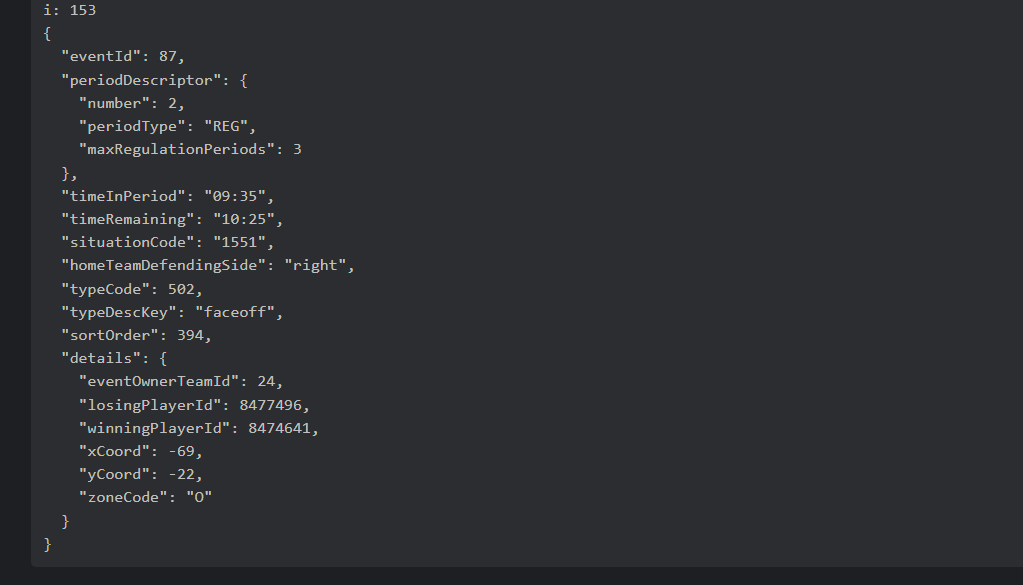 i: 153
{
  "eventId": 87,
  "periodDescriptor": {
    "number": 2,
    "periodType": "REG",
    "maxRegulationPeriods": 3
  },
  "timeInPeriod": "09:35",
  "timeRemaining": "10:25",
  "situationCode": "1551",
  "homeTeamDefendingSide": "right",
  "typeCode": 502,
  "typeDescKey": "faceoff",
  "sortOrder": 394,
  "details": {
    "eventOwnerTeamId": 24,
    "losingPlayerId": 8477496,
    "winningPlayerId": 8474641,
    "xCoord": -69,
    "yCoord": -22,
    "zoneCode": "O"
  }
}